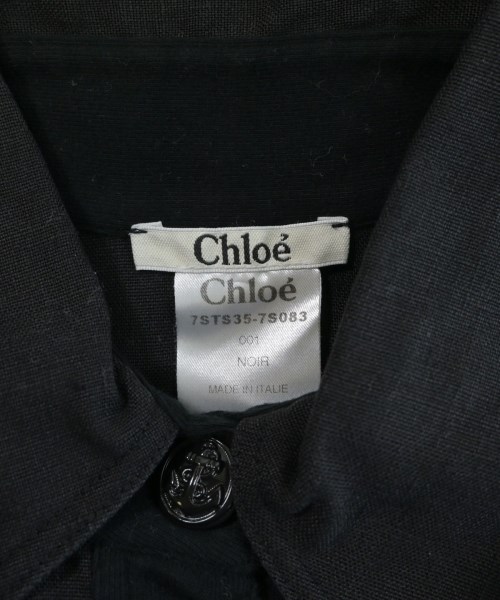 Chloé
Chloé
7STS35-7S083
001
NOIR
MADE IN ITALIE